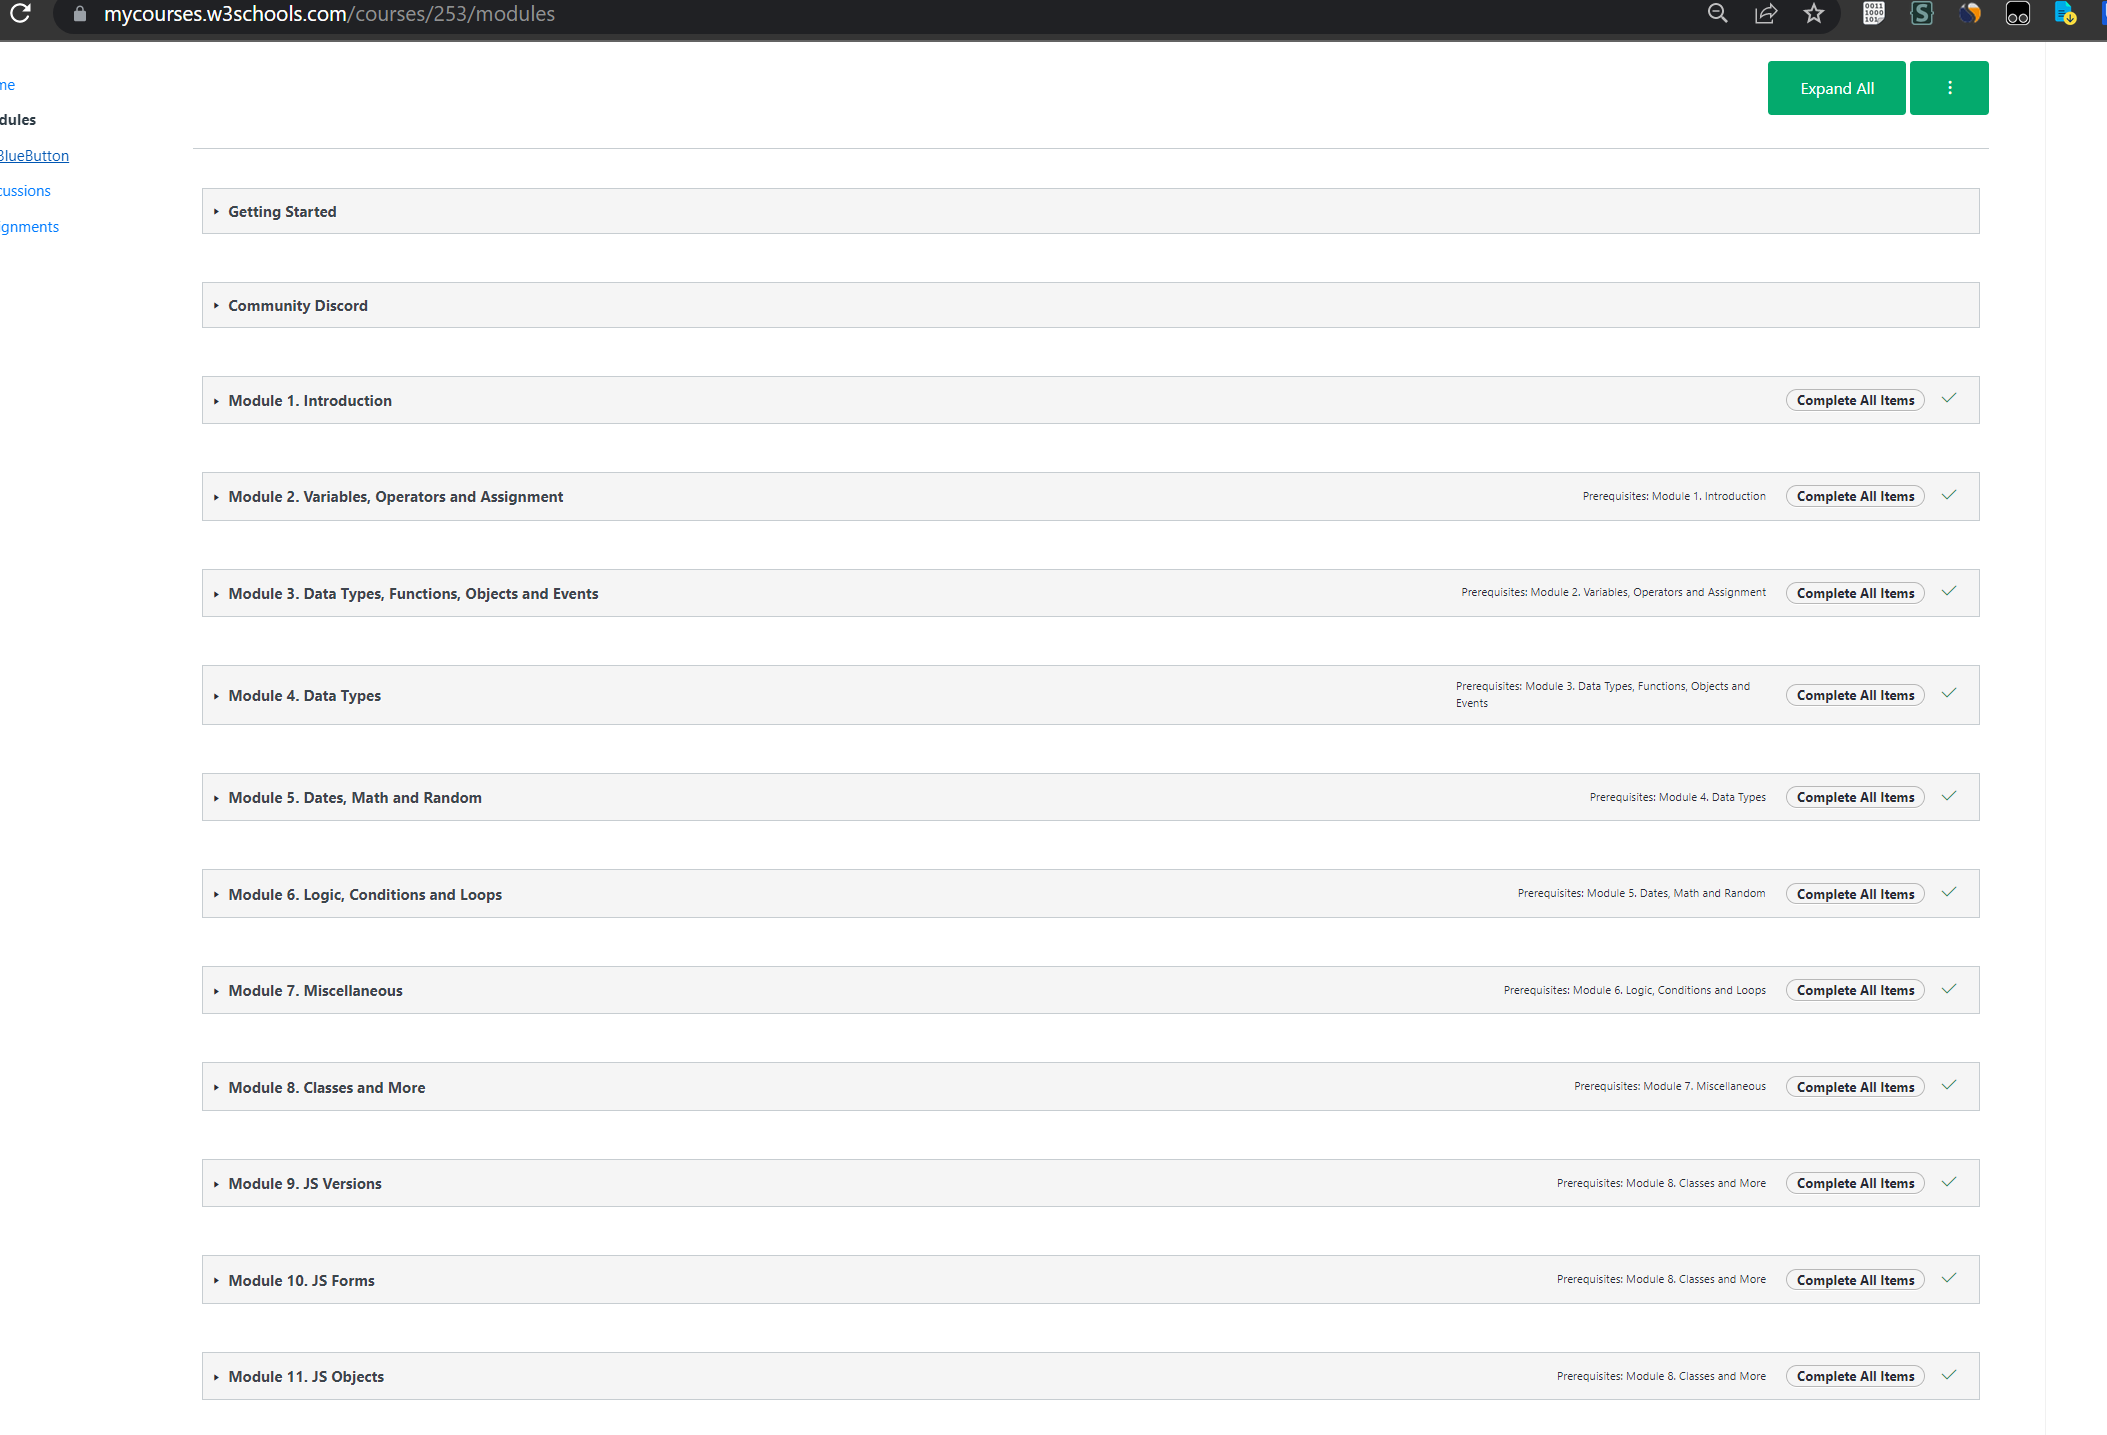 mycourses.w3schools.com/courses/253/modules
me
dules
BlueButton
cussions
ignments
Expand All
Getting Started
Community Discord
Module 1. Introduction
Complete All Items
Module 2. Variables, Operators and Assignment
Prerequisites: Module 1. Introduction
Complete All Items
Module 3. Data Types, Functions, Objects and Events
Prerequisites: Module 2. Variables, Operators and Assignment
Complete All Items
Module 4. Data Types
Prerequisites: Module 3. Data Types, Functions, Objects and
Events
Complete All Items
Module 5. Dates, Math and Random
Prerequisites: Module 4. Data Types
Complete All Items
Module 6. Logic, Conditions and Loops
Prerequisites: Module 5. Dates, Math and Random
Complete All Items
Module 7. Miscellaneous
Prerequisites: Module 6. Logic, Conditions and Loops
Complete All Items
Module 8. Classes and More
Prerequisites: Module 7. Miscellaneous
Complete All Items
Module 9. JS Versions
Prerequisites: Module 8. Classes and More
Complete All Items
Module 10. JS Forms
Prerequisites: Module 8. Classes and More
Complete All Items
Module 11. JS Objects
Prerequisites: Module 8. Classes and More
Complete All Items